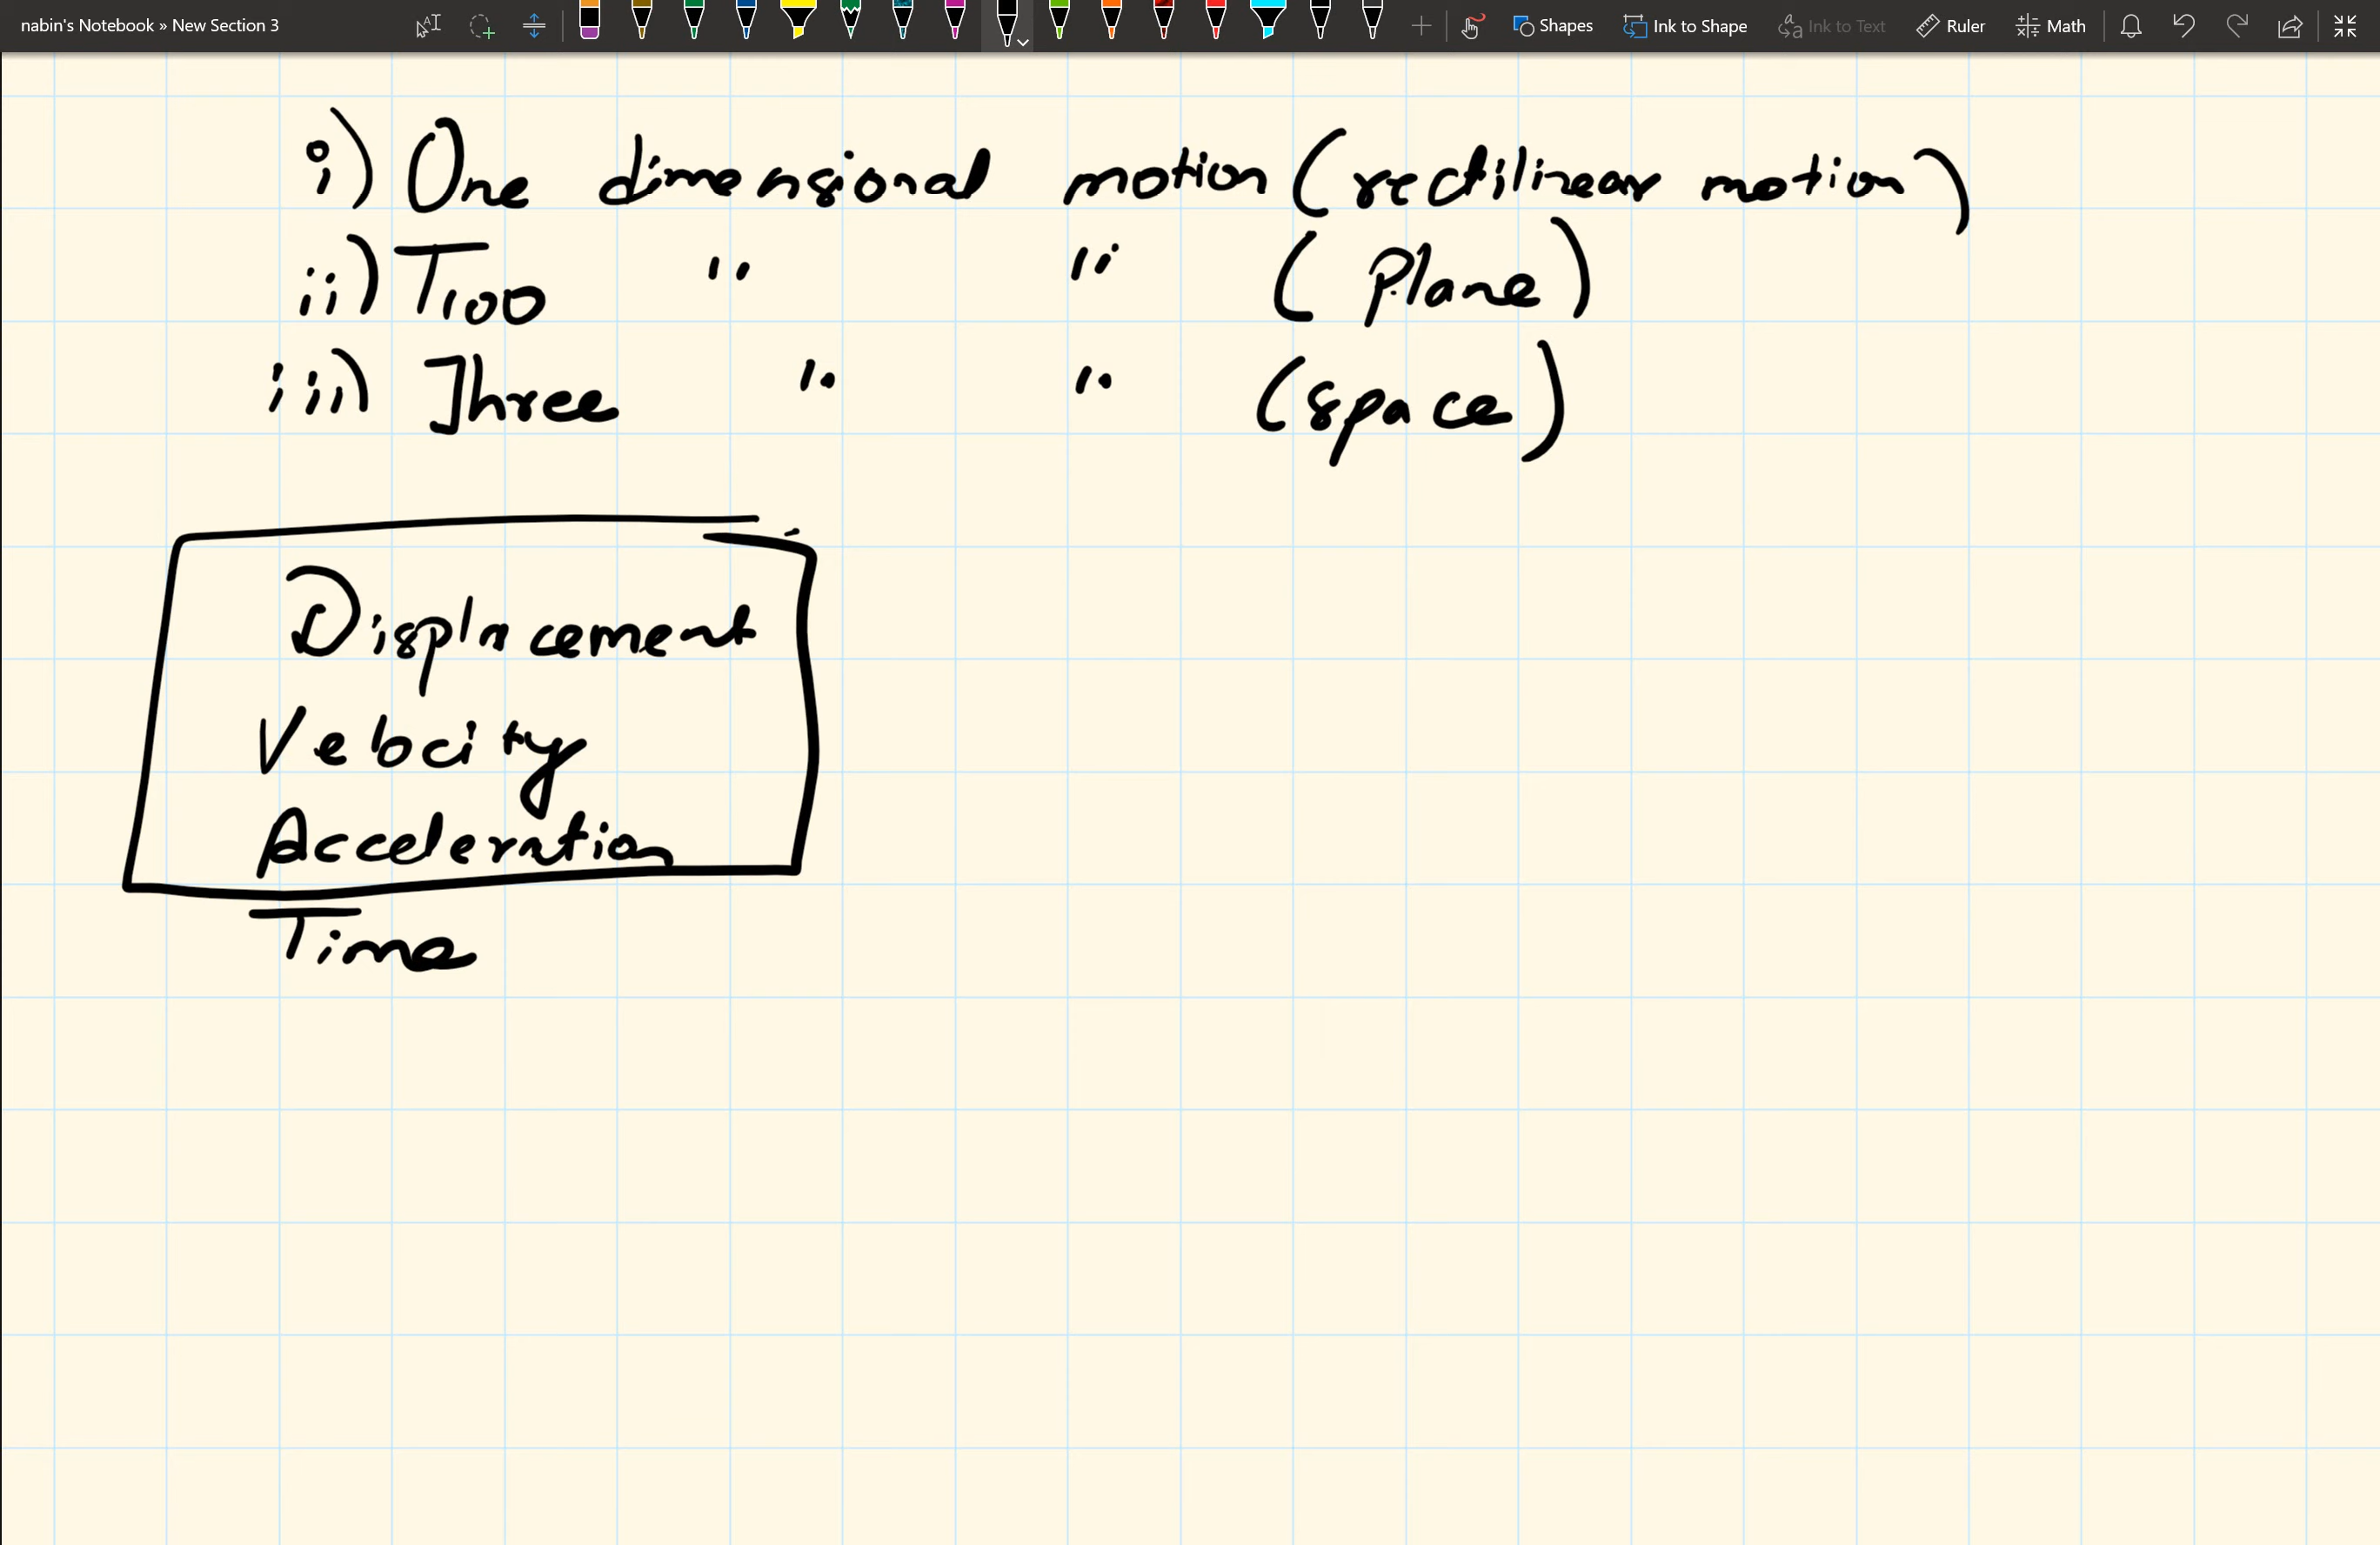 nabin's Notebook » New Section 3 Shapes Ink to Shape Ink to Text Ruler Math
i) One dimensional motion (rectilinear motion)
ii) Two " " (Plane)
iii) Three " " (space)
Displacement
Velocity
Acceleration
Time